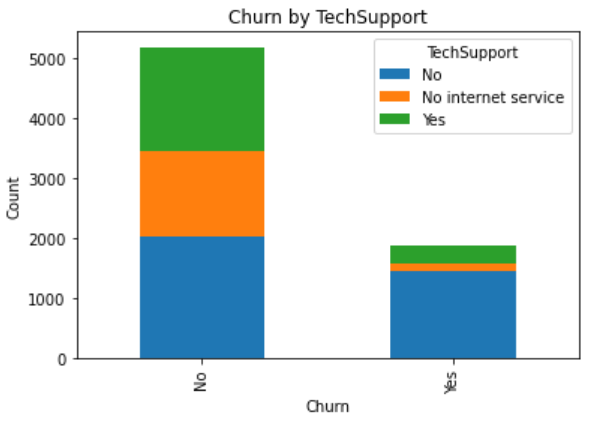 Churn by TechSupport
TechSupport
No
No internet service
Yes
5000
4000
3000
2000
1000
0
Count
No
Yes
Churn